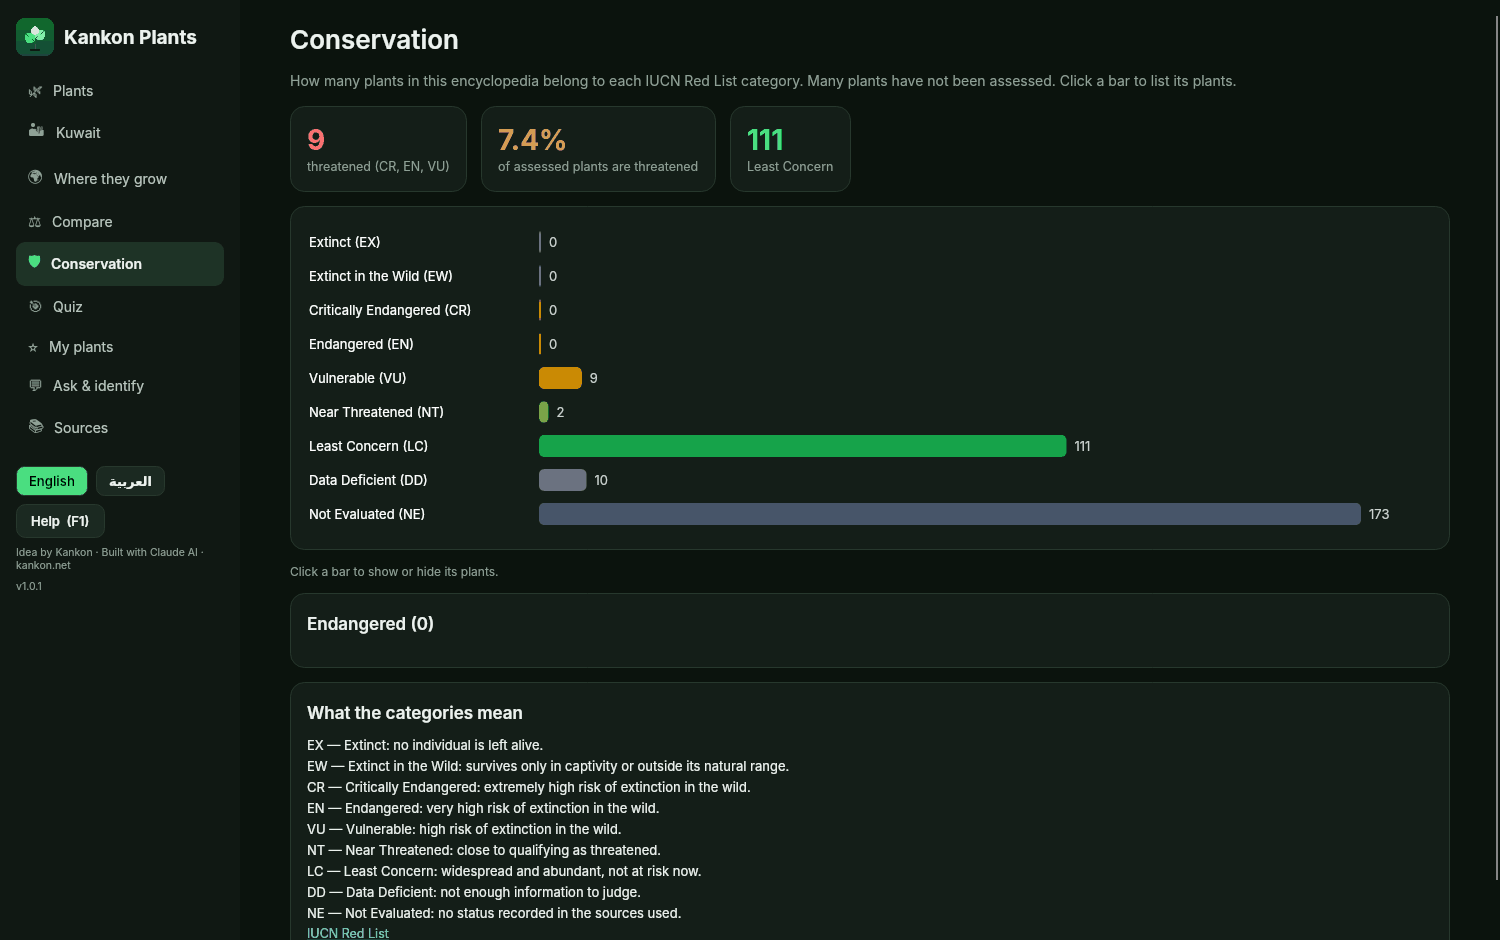 Kankon Plants
Plants
Kuwait
Where they grow
Compare
Conservation
Quiz
My plants
Ask & identify
Sources
English
العربية
Help (F1)
Idea by Kankon · Built with Claude AI ·
kankon.net
v1.0.1
Conservation
How many plants in this encyclopedia belong to each IUCN Red List category. Many plants have not been assessed. Click a bar to list its plants.
9
threatened (CR, EN, VU)
7.4%
of assessed plants are threatened
111
Least Concern
Extinct (EX) 0
Extinct in the Wild (EW) 0
Critically Endangered (CR) 0
Endangered (EN) 0
Vulnerable (VU) 9
Near Threatened (NT) 2
Least Concern (LC) 111
Data Deficient (DD) 10
Not Evaluated (NE) 173
Click a bar to show or hide its plants.
Endangered (0)
What the categories mean
EX — Extinct: no individual is left alive.
EW — Extinct in the Wild: survives only in captivity or outside its natural range.
CR — Critically Endangered: extremely high risk of extinction in the wild.
EN — Endangered: very high risk of extinction in the wild.
VU — Vulnerable: high risk of extinction in the wild.
NT — Near Threatened: close to qualifying as threatened.
LC — Least Concern: widespread and abundant, not at risk now.
DD — Data Deficient: not enough information to judge.
NE — Not Evaluated: no status recorded in the sources used.
IUCN Red List